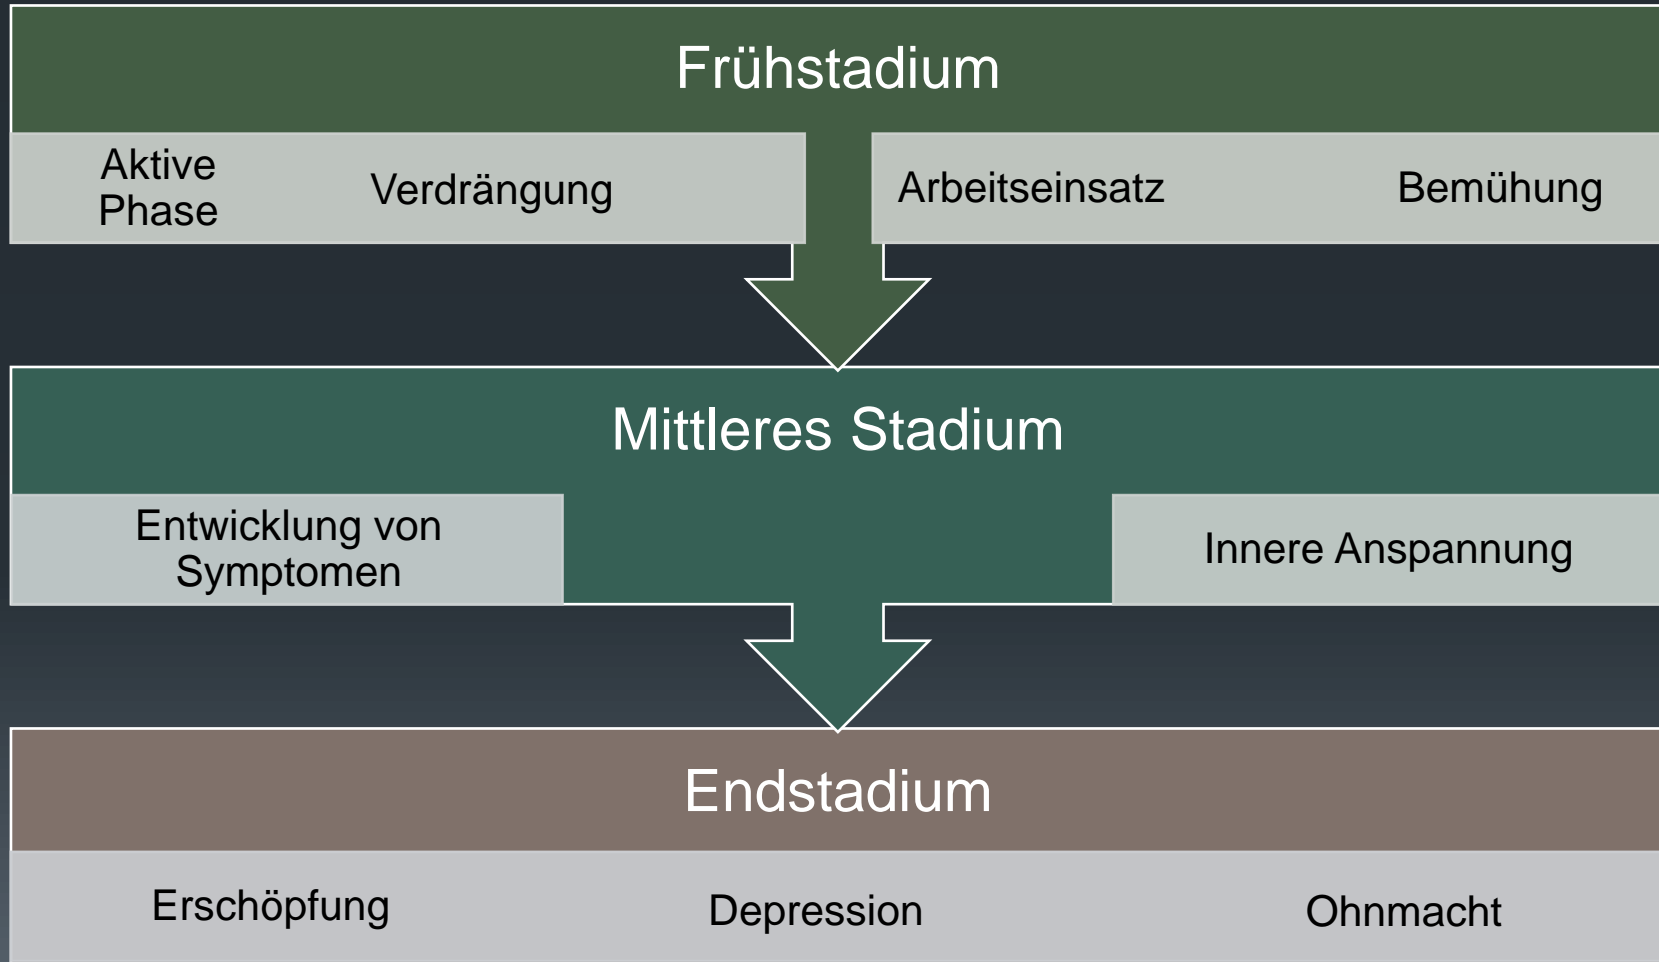 Frühstadium
Aktive
Phase
Verdrängung
Arbeitseinsatz
Bemühung
Mittleres Stadium
Entwicklung von
Symptomen
Innere Anspannung
Endstadium
Erschöpfung
Depression
Ohnmacht